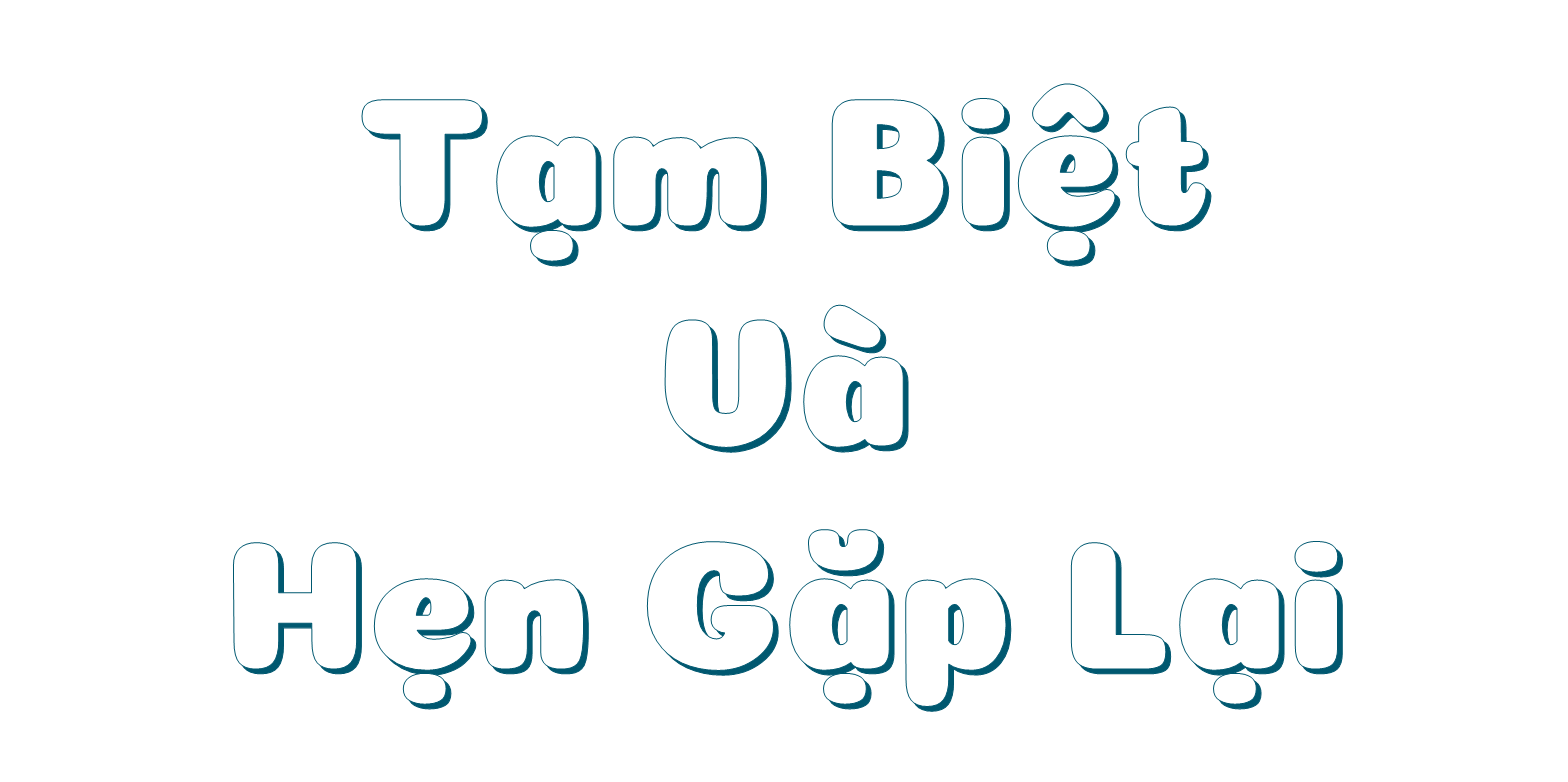 Tạm Biệt
Uà
Hẹn Gặp Lại